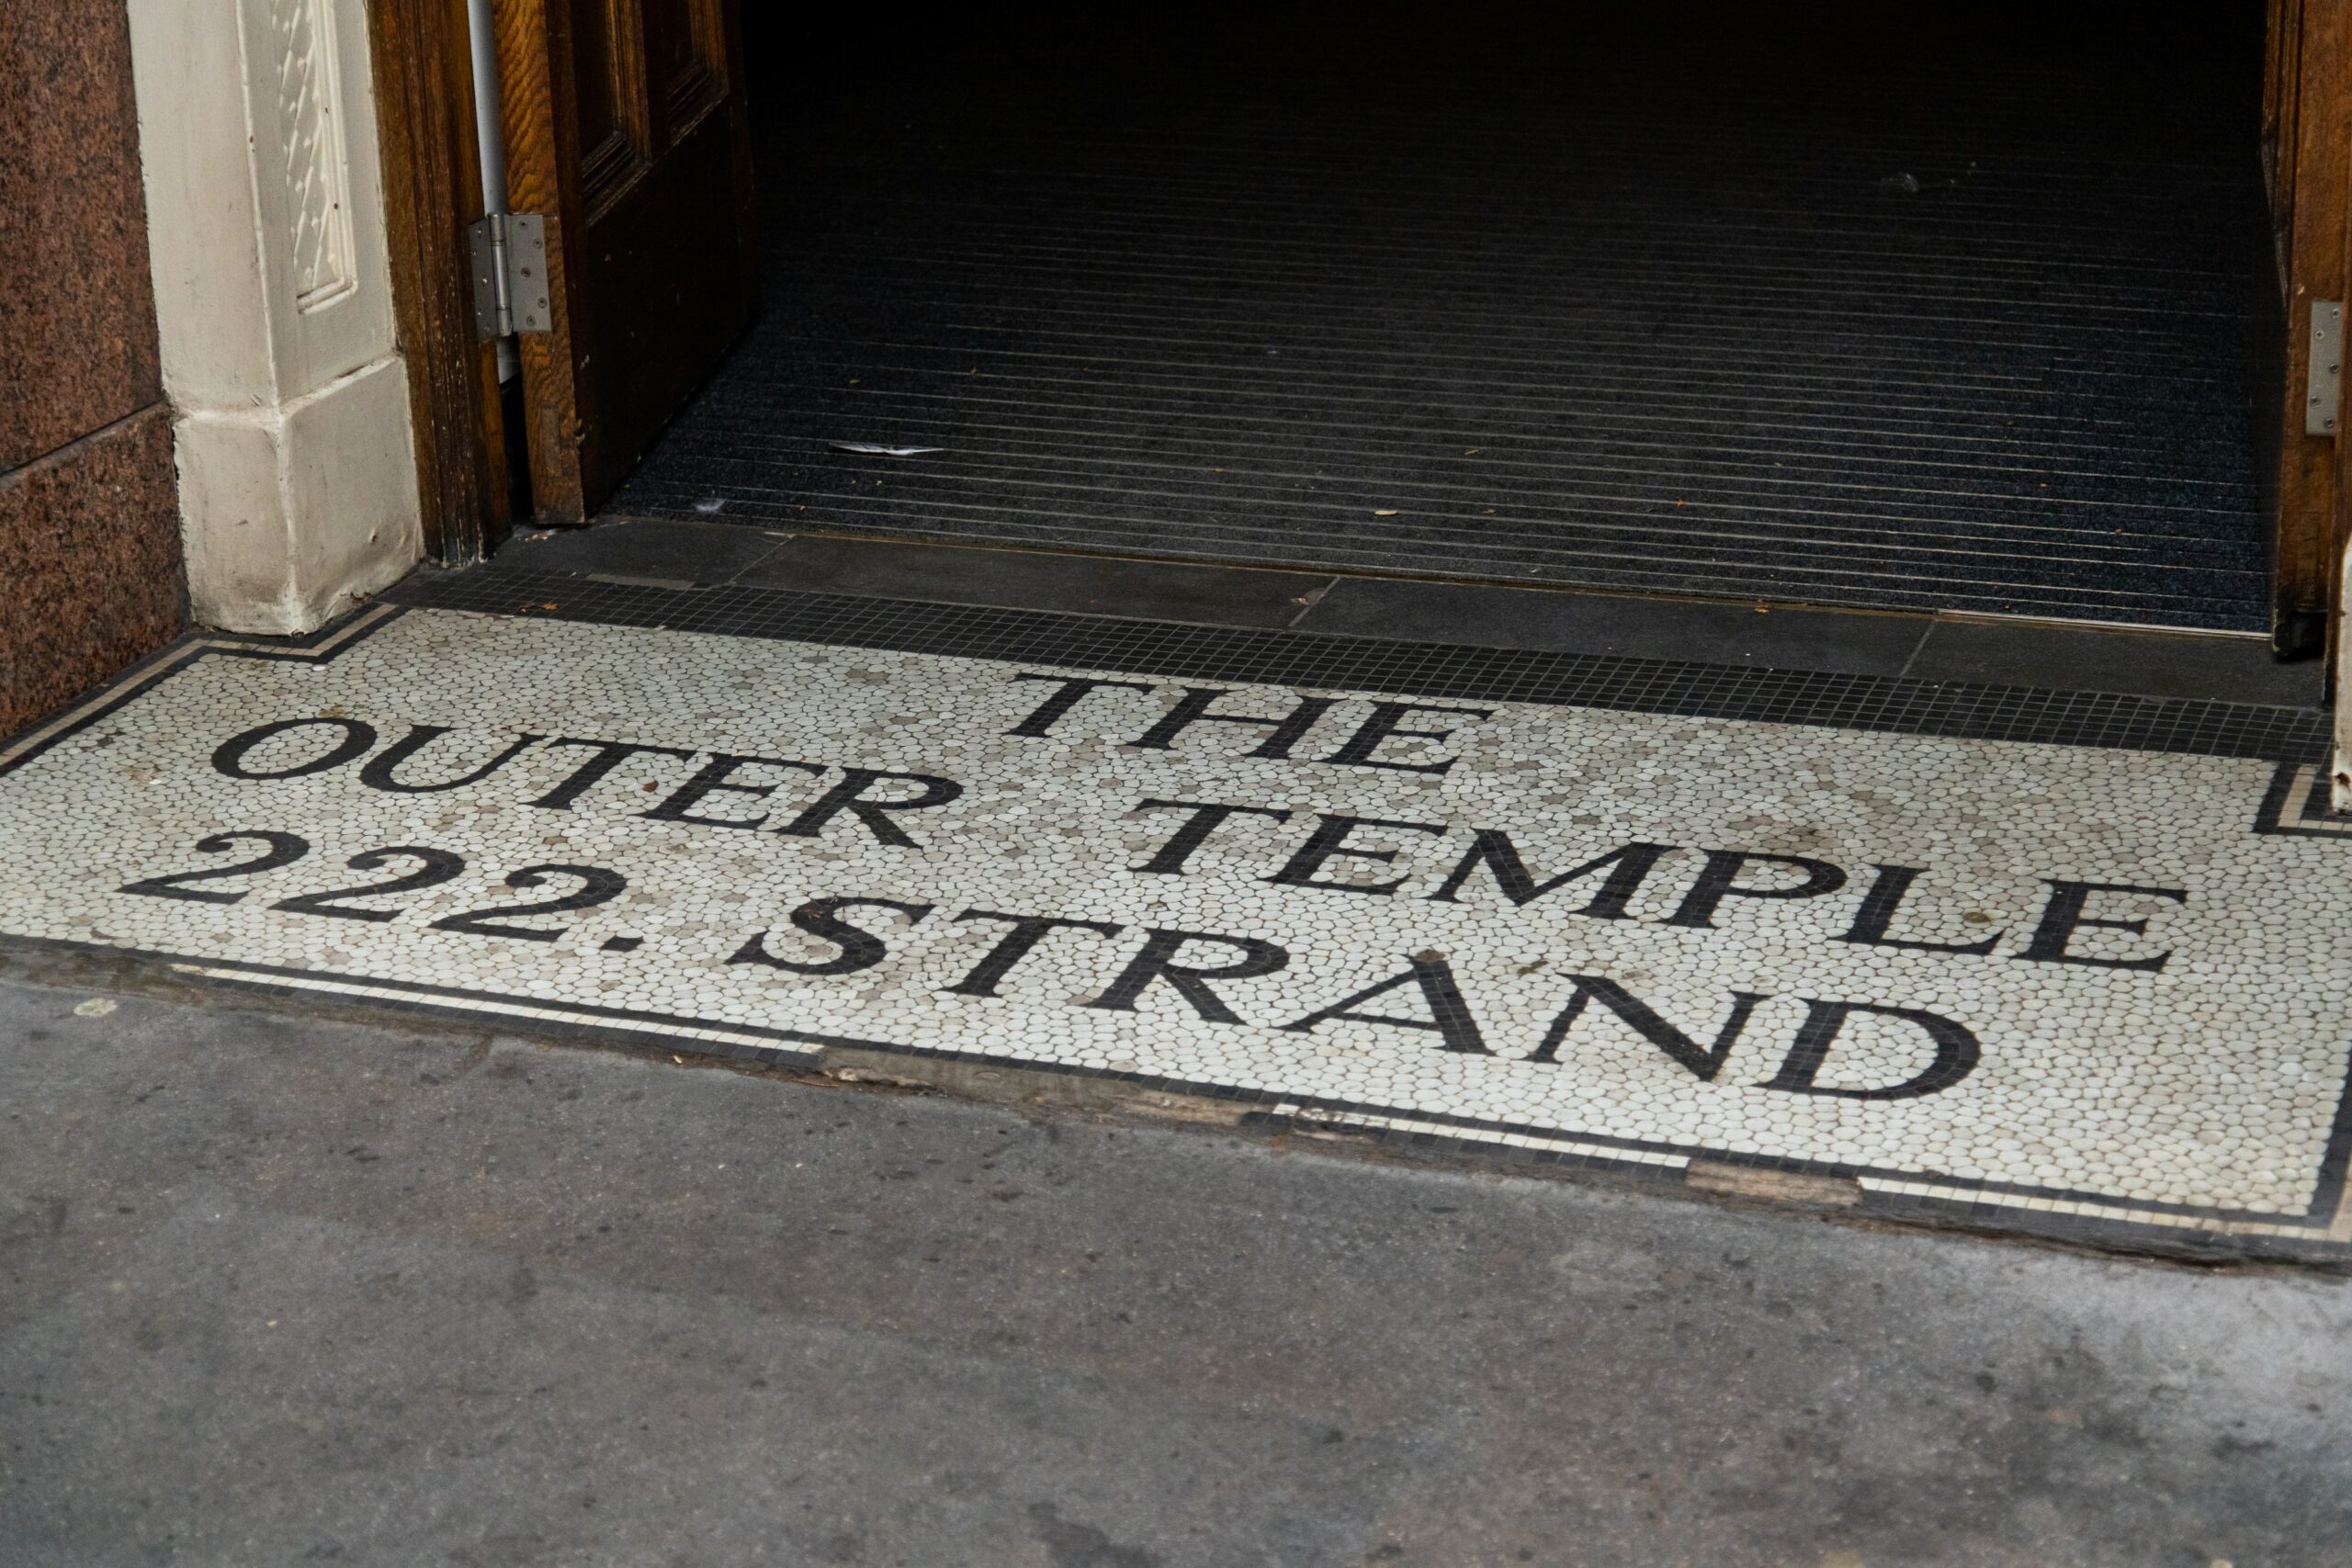 THE
OUTER TEMPLE
222. STRAND